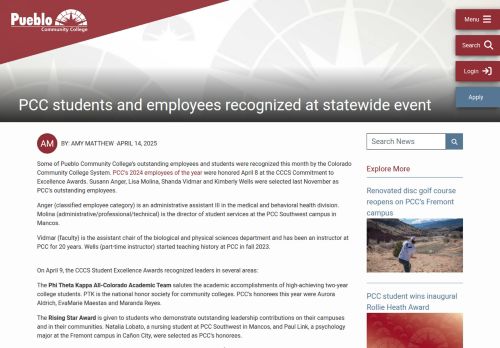 Pueblo
Community College
Menu
Search
Login
Apply
PCC students and employees recognized at statewide event
AM
BY: AMY MATTHEW APRIL 14, 2025
Some of Pueblo Community College's outstanding employees and students were recognized this month by the Colorado
Community College System. PCC's 2024 employees of the year were honored April 8 at the CCCS Commitment to
Excellence Awards. Susann Anger, Lisa Molina, Shanda Vidmar and Kimberly Wells were selected last November as
PCC's outstanding employees.
Anger (classified employee category) is an administrative assistant III in the medical and behavioral health division.
Molina (administrative/professional/technical) is the director of student services at the PCC Southwest campus in
Mancos.
Vidmar (faculty) is the assistant chair of the biological and physical sciences department and has been an instructor at
PCC for 20 years. Wells (part-time instructor) started teaching history at PCC in fall 2023.
On April 9, the CCCS Student Excellence Awards recognized leaders in several areas:
The Phi Theta Kappa All-Colorado Academic Team salutes the academic accomplishments of high-achieving two-year
college students. PTK is the national honor society for community colleges. PCC's honorees this year were Aurora
Aldrich, EvaMarie Maestas and Maranda Reyes.
The Rising Star Award is given to students who demonstrate outstanding leadership contributions on their campuses
and in their communities. Natalia Lobato, a nursing student at PCC Southwest in Mancos, and Paul Link, a psychology
major at the Fremont campus in Cañon City, were selected as PCC's honorees.
Search News
Explore More
Renovated disc golf course
reopens on PCC's Fremont
campus
PCC student wins inaugural
Rollie Heath Award